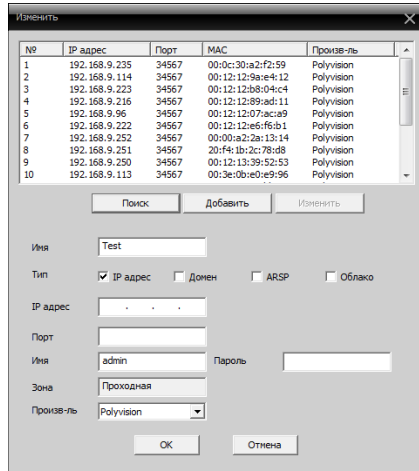 Изменить
№ IP адрес Порт MAC Произв-ль
1 192.168.9.235 34567 00:0c:30:a2:f2:59 Polyvision
2 192.168.9.114 34567 00:12:12:9a:e4:12 Polyvision
3 192.168.9.223 34567 00:12:12:b8:04:c4 Polyvision
4 192.168.9.216 34567 00:12:12:89:ad:11 Polyvision
5 192.168.9.96 34567 00:12:12:07:ac:a9 Polyvision
6 192.168.9.222 34567 00:12:12:e6:f6:b1 Polyvision
7 192.168.9.252 34567 00:00:a2:2a:13:14 Polyvision
8 192.168.9.251 34567 20:f4:1b:2c:78:d8 Polyvision
9 192.168.9.250 34567 00:12:13:39:52:53 Polyvision
10 192.168.9.113 34567 00:3e:0b:e0:e9:96 Polyvision
Поиск Добавить Изменить
Имя Test
Тип IP адрес Домен ARSP Облако
IP адрес . . .
Порт
Имя admin Пароль
Зона Проходная
Произв-ль Polyvision
OK Отмена